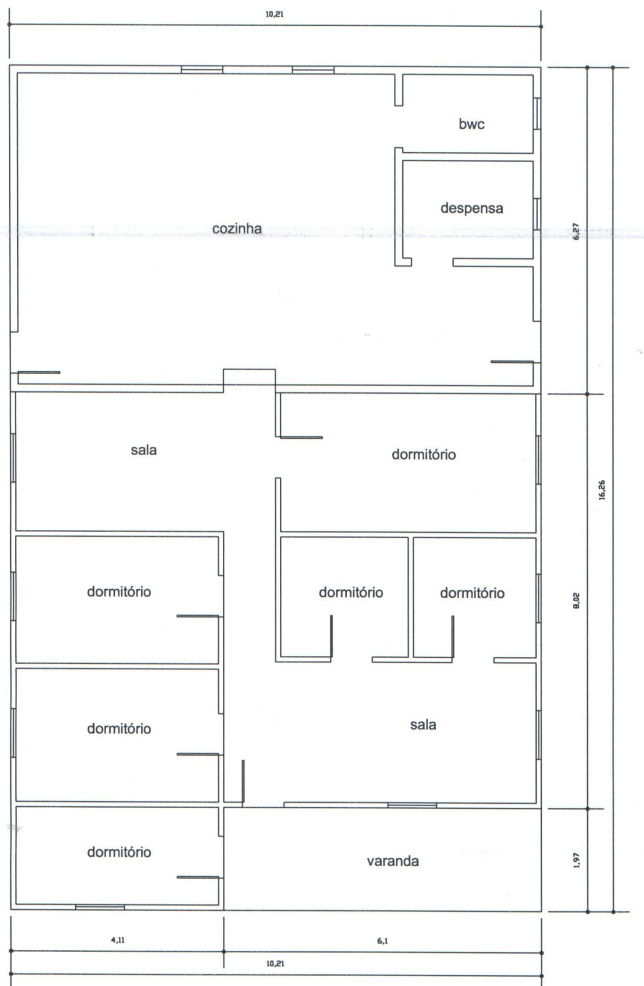 10,21
bwc
despensa
cozinha
6,27
sala
dormitório
16,26
dormitório
dormitório
dormitório
8,02
dormitório
sala
dormitório
varanda
1,97
4,11
6,1
10,21